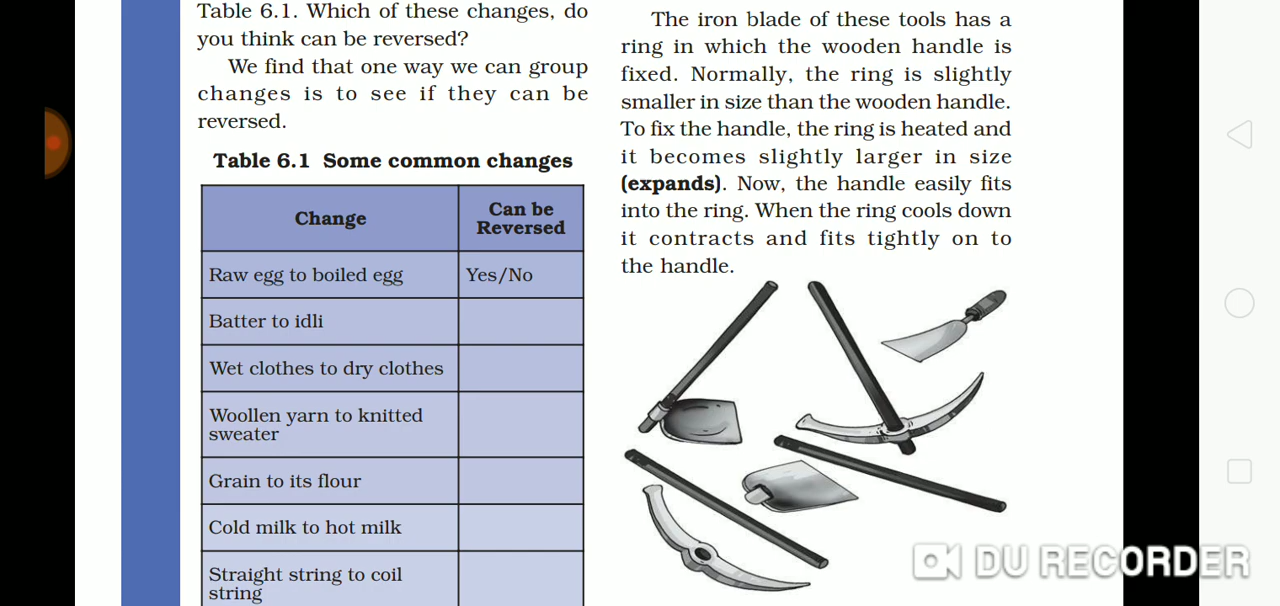 Table 6.1. Which of these changes, do
you think can be reversed?
We find that one way we can group
changes is to see if they can be
reversed.
Table 6.1 Some common changes
Change
Can be
Reversed
Raw egg to boiled egg
Yes/No
Batter to idli
Wet clothes to dry clothes
Woollen yarn to knitted
sweater
Grain to its flour
Cold milk to hot milk
Straight string to coil
string
The iron blade of these tools has a
ring in which the wooden handle is
fixed. Normally, the ring is slightly
smaller in size than the wooden handle.
To fix the handle, the ring is heated and
it becomes slightly larger in size
(expands). Now, the handle easily fits
into the ring. When the ring cools down
it contracts and fits tightly on to
the handle.
DU RECORDER